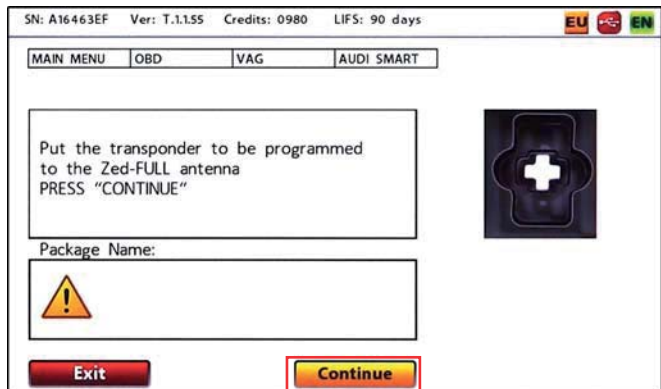 SN: A16463EF Ver: T.1.1.55 Credits: 0980 LIFS: 90 days EU EN
MAIN MENU OBD VAG AUDI SMART
Put the transponder to be programmed
to the Zed-FULL antenna
PRESS "CONTINUE"
Package Name:
Exit Continue